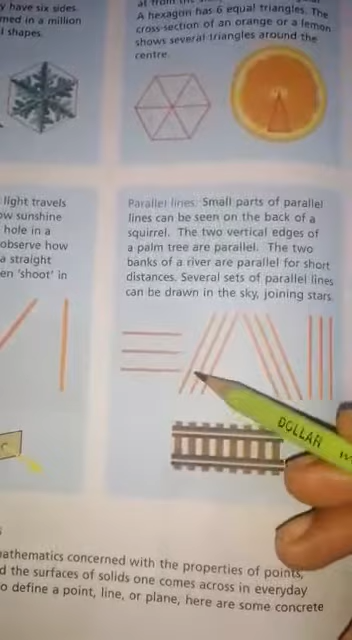 y have six sides.
ned in a million
l shapes.
A hexagon has 6 equal triangles. The
cross-section of an orange or a lemon
shows several triangles around the
centre.
light travels
ow sunshine
hole in a
observe how
a straight
en 'shoot' in
Parallel lines: Small parts of parallel
lines can be seen on the back of a
squirrel. The two vertical edges of
a palm tree are parallel. The two
banks of a river are parallel for short
distances. Several sets of parallel lines
can be drawn in the sky, joining stars.
C
DOLLAR
athematics concerned with the properties of points,
d the surfaces of solids one comes across in everyday
o define a point, line, or plane, here are some concrete